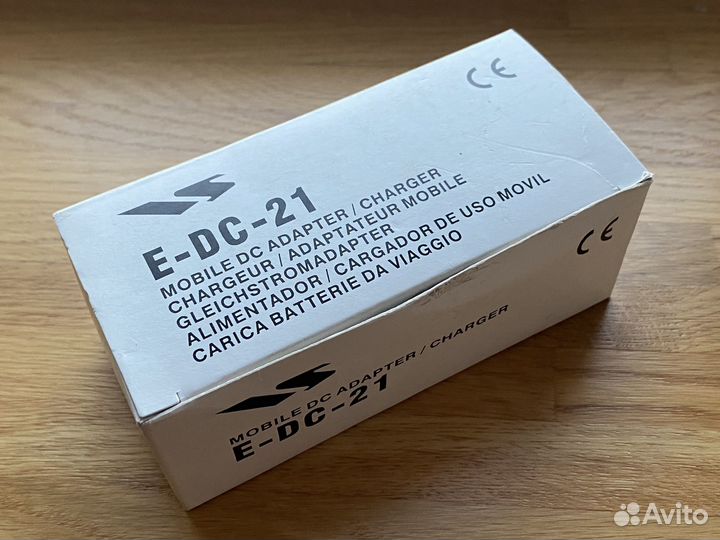 CE
E-DC-21
MOBILE DC ADAPTER / CHARGER
CHARGEUR / ADAPTATEUR MOBILE
GLEICHSTROMADAPTER
ALIMENTADOR / CARGADOR DE USO MOVIL
CARICA BATTERIE DA VIAGGIO
CE
MOBILE DC ADAPTER / CHARGER
E-DC-21
Avito